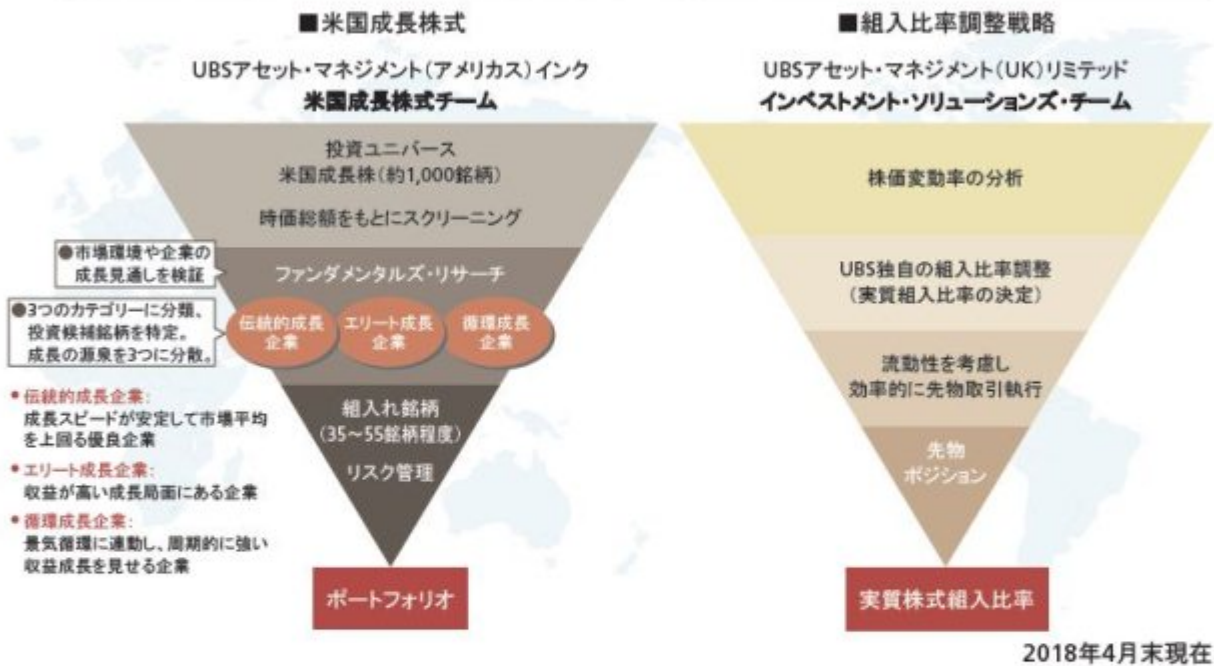 ■米国成長株式
UBSアセット・マネジメント(アメリカス)インク
米国成長株式チーム
投資ユニバース
米国成長株(約1,000銘柄)
時価総額をもとにスクリーニング
●市場環境や企業の
成長見通しを検証
ファンダメンタルズ・リサーチ
●3つのカテゴリーに分類、
投資候補銘柄を特定。
成長の源泉を3つに分散。
伝統的成長
企業
エリート成長
企業
循環成長
企業
組入れ銘柄
(35～55銘柄程度)
リスク管理
•伝統的成長企業:
成長スピードが安定して市場平均
を上回る優良企業
•エリート成長企業:
収益が高い成長局面にある企業
•循環成長企業:
景気循環に連動し、周期的に強い
収益成長を見せる企業
ポートフォリオ
■組入比率調整戦略
UBSアセット・マネジメント(UK)リミテッド
インベストメント・ソリューションズ・チーム
株価変動率の分析
UBS独自の組入比率調整
(実質組入比率の決定)
流動性を考慮し
効率的に先物取引執行
先物
ポジション
実質株式組入比率
2018年4月末現在